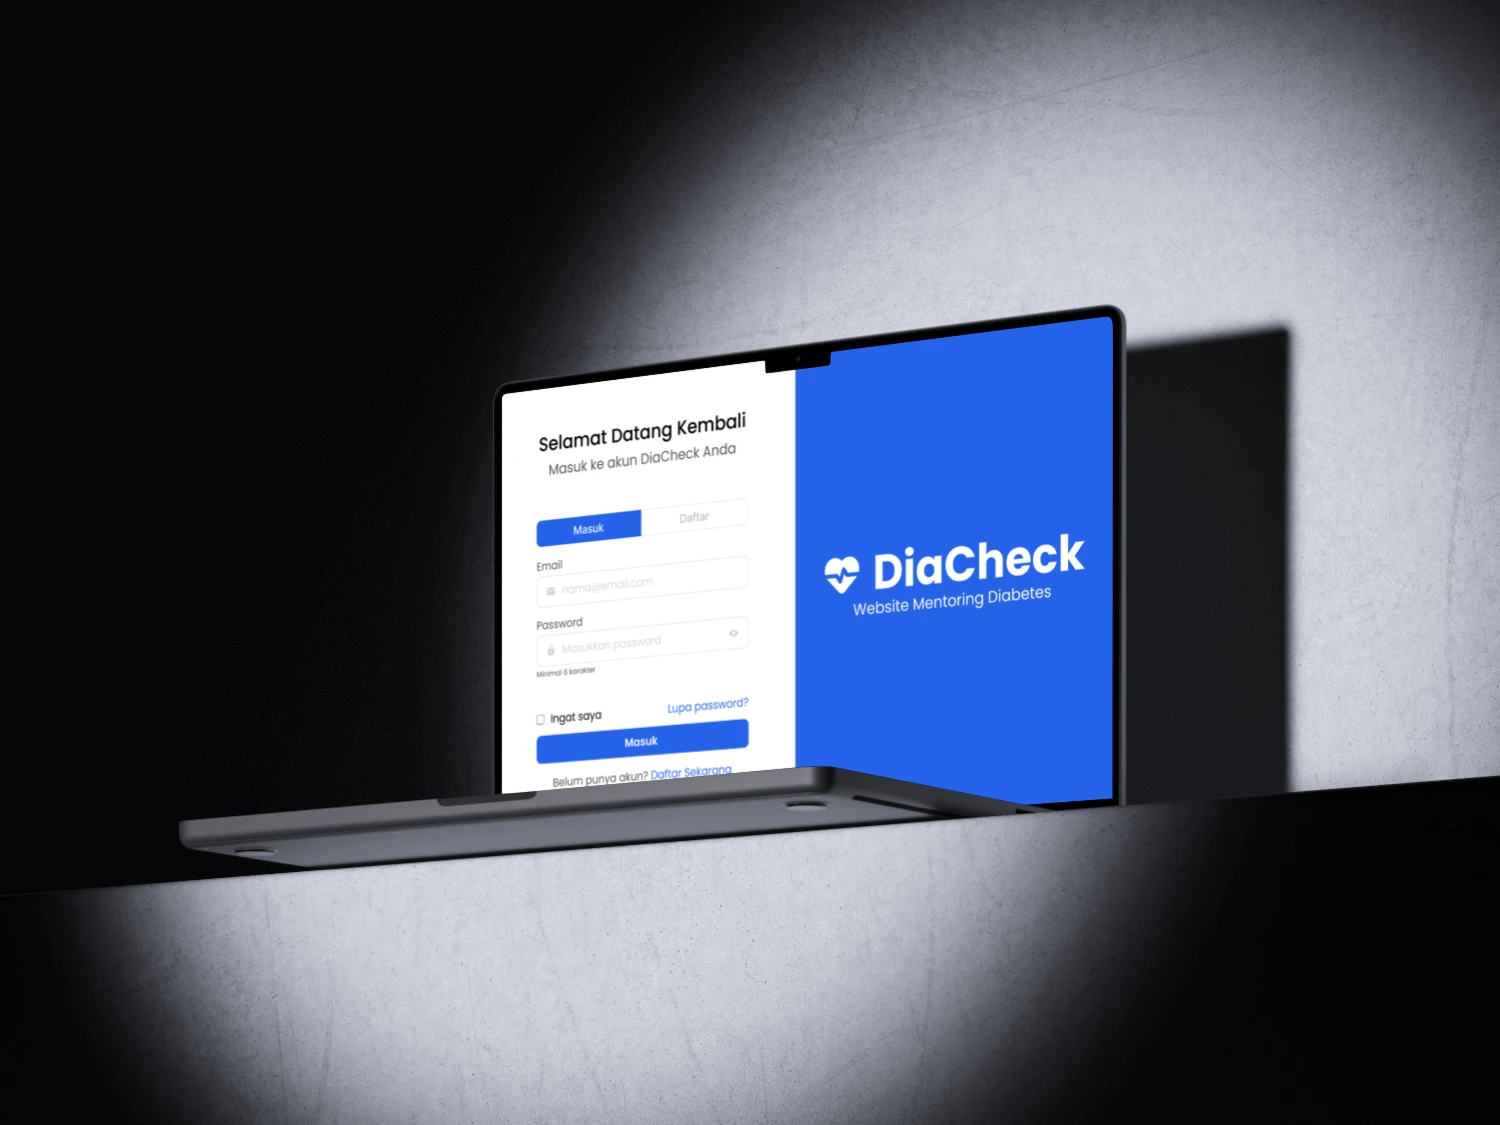 Selamat Datang Kembali
Masuk ke akun DiaCheck Anda
Masuk
Daftar
Email
nama@email.com
Password
Masukkan password
Minimal 6 karakter
Ingat saya
Lupa password?
Masuk
Belum punya akun? Daftar Sekarang
DiaCheck
Website Mentoring Diabetes